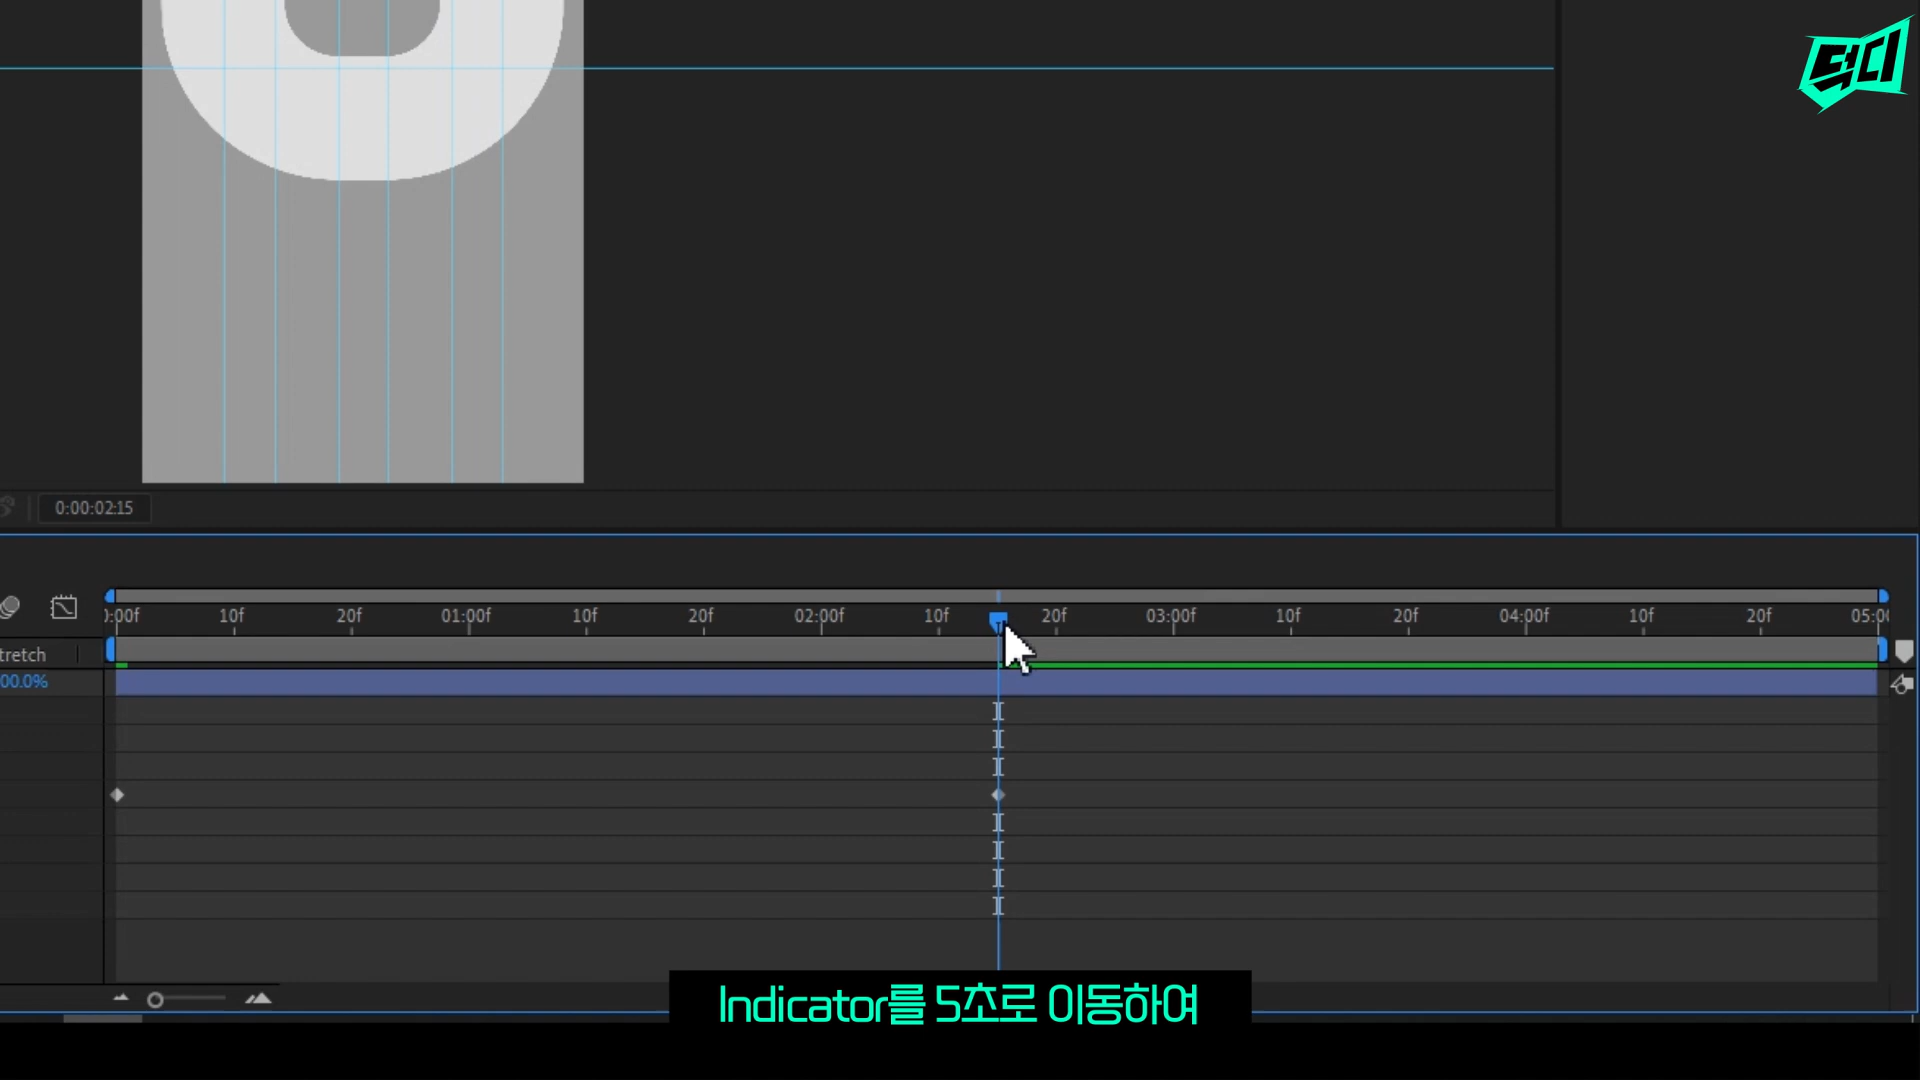 0:00:02:15
):00f 10f 20f 01:00f 10f 20f 02:00f 10f 20f 03:00f 10f 20f 04:00f 10f 20f 05:0
tretch
00.0%
Indicator를 5초로 이동하여